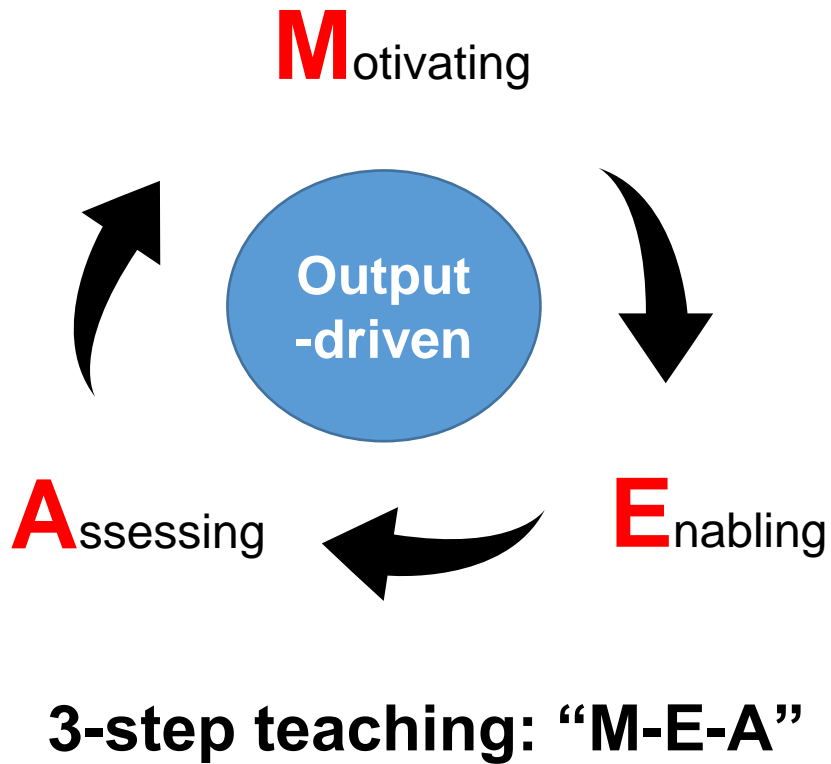 Motivating
Output
-driven
Assessing
Enabling
3-step teaching: “M-E-A”